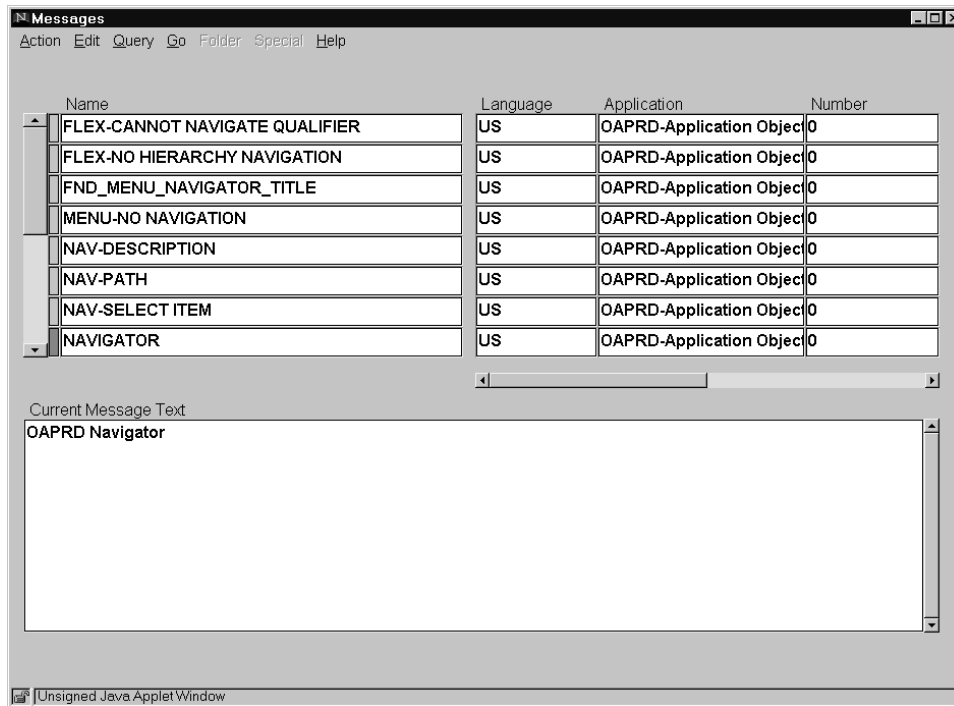 Messages
Action Edit Query Go Folder Special Help
Name Language Application Number
FLEX-CANNOT NAVIGATE QUALIFIER US OAPRD-Application Object 0
FLEX-NO HIERARCHY NAVIGATION US OAPRD-Application Object 0
FND_MENU_NAVIGATOR_TITLE US OAPRD-Application Object 0
MENU-NO NAVIGATION US OAPRD-Application Object 0
NAV-DESCRIPTION US OAPRD-Application Object 0
NAV-PATH US OAPRD-Application Object 0
NAV-SELECT ITEM US OAPRD-Application Object 0
NAVIGATOR US OAPRD-Application Object 0
Current Message Text
OAPRD Navigator
Unsigned Java Applet Window